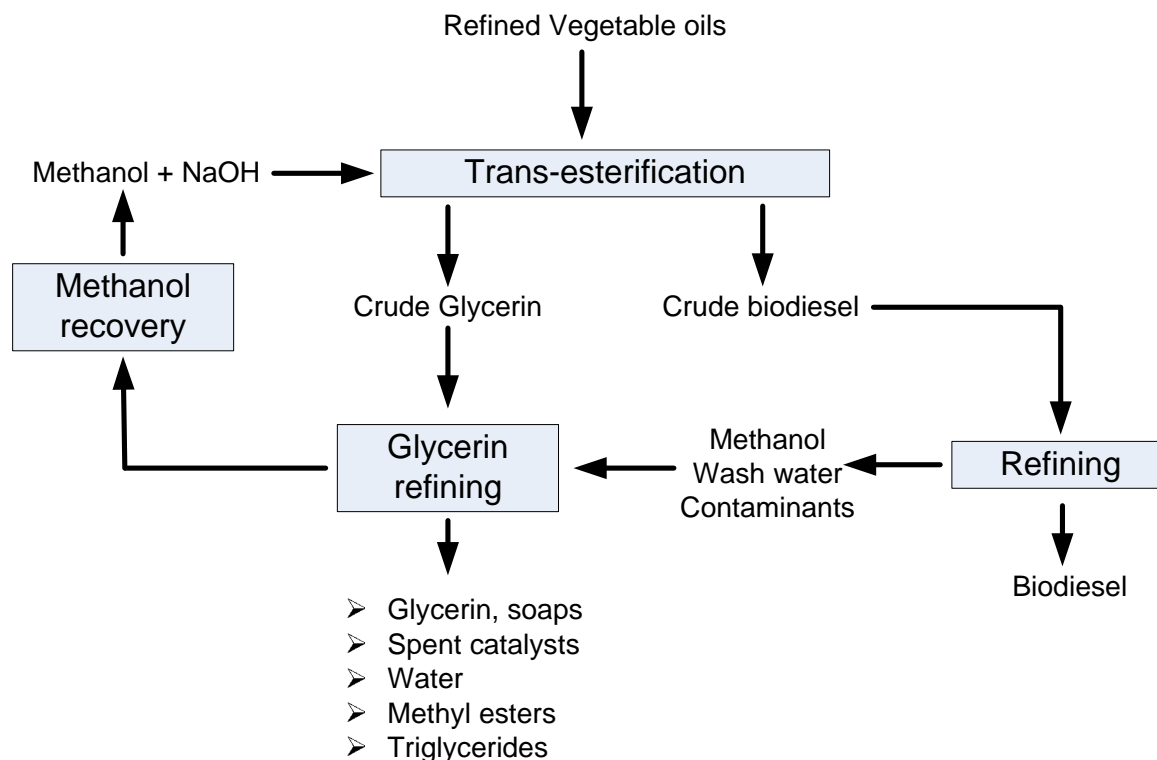 Refined Vegetable oils
Methanol + NaOH
Trans-esterification
Methanol
recovery
Crude Glycerin
Crude biodiesel
Glycerin
refining
Methanol
Wash water
Contaminants
Refining
Biodiesel
➢ Glycerin, soaps
➢ Spent catalysts
➢ Water
➢ Methyl esters
➢ Triglycerides